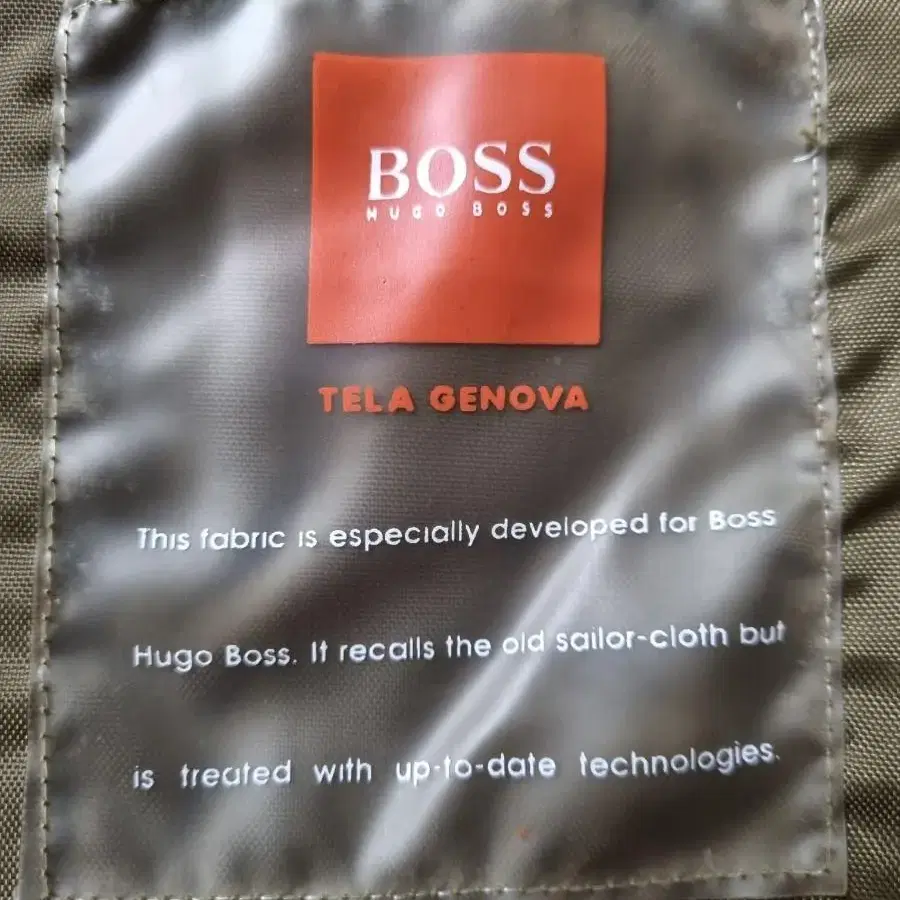 BOSS
HUGO BOSS
TELA GENOVA
This fabric is especially developed for Boss
Hugo Boss. It recalls the old sailor-cloth but
is treated with up-to-date technologies.